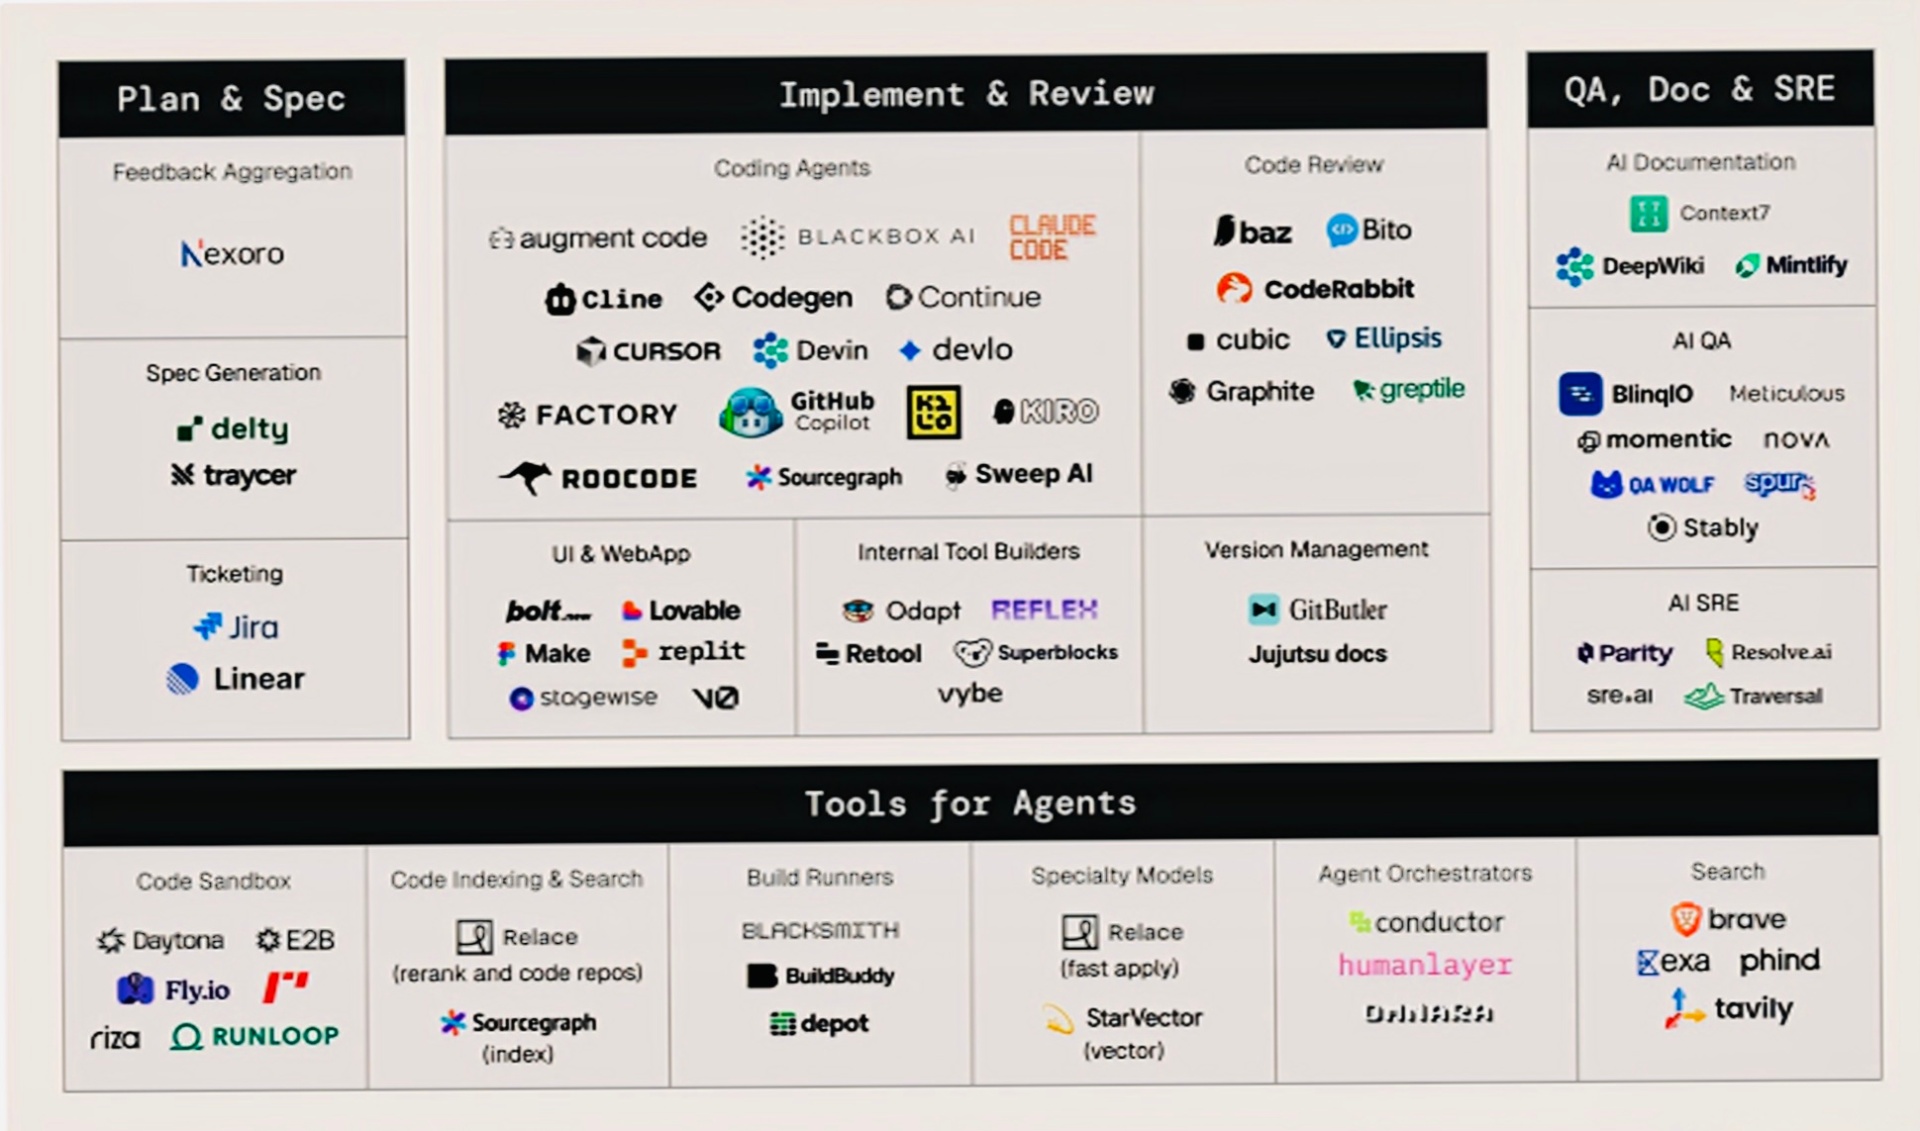 Plan & Spec
Feedback Aggregation
Nexoro
Spec Generation
delty
traycer
Ticketing
Jira
Linear
Implement & Review
Coding Agents
augment code BLACKBOX AI CLAUDE CODE
Cline Codegen Continue
CURSOR Devin devlo
FACTORY GitHub Copilot KILO KIRO
ROOCODE Sourcegraph Sweep AI
Code Review
baz Bito
CodeRabbit
cubic Ellipsis
Graphite greptile
UI & WebApp
bolt.new Lovable
Make replit
stagewise v0
Internal Tool Builders
Odapt REFLEX
Retool Superblocks
vybe
Version Management
GitButler
Jujutsu docs
QA, Doc & SRE
AI Documentation
Context7
DeepWiki Mintlify
AI QA
BlinqIO Meticulous
momentic nova
QA WOLF spur
Stably
AI SRE
Parity Resolve.ai
sre.ai Traversal
Tools for Agents
Code Sandbox
Daytona E2B
Fly.io
riza RUNLOOP
Code Indexing & Search
Relace
(rerank and code repos)
Sourcegraph
(index)
Build Runners
BLACKSMITH
BuildBuddy
depot
Specialty Models
Relace
(fast apply)
StarVector
(vector)
Agent Orchestrators
conductor
humanlayer
Search
brave
exa phind
tavily